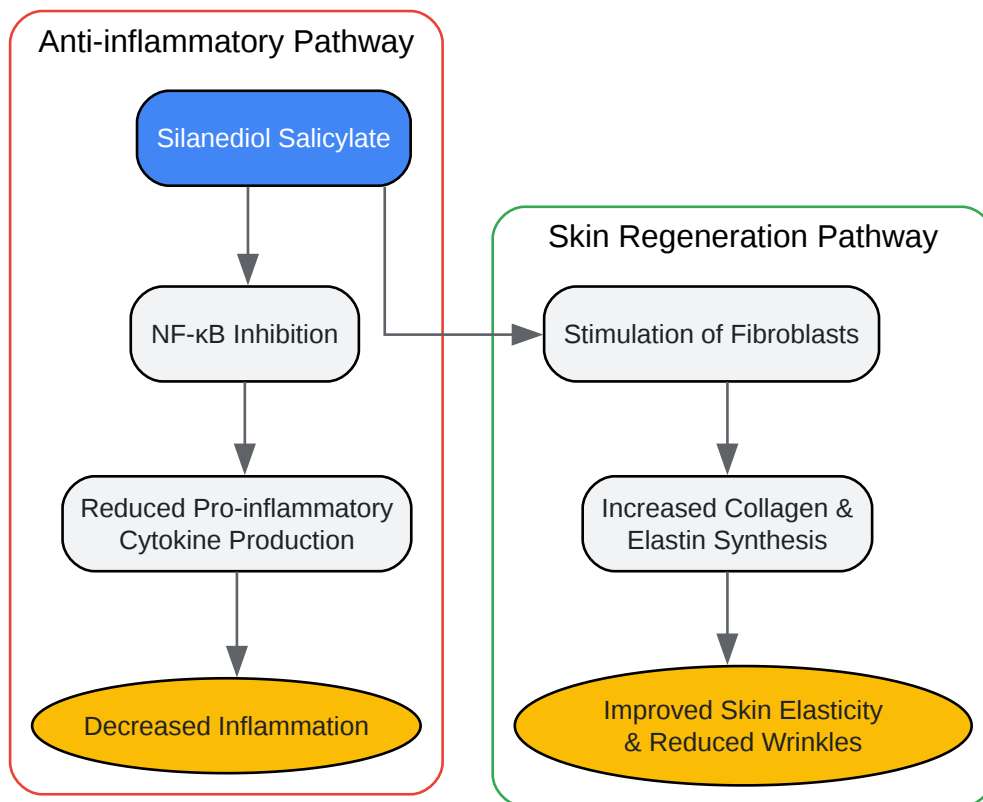 Anti-inflammatory Pathway
Silanediol Salicylate
NF-κB Inhibition
Reduced Pro-inflammatory
Cytokine Production
Decreased Inflammation
Skin Regeneration Pathway
Stimulation of Fibroblasts
Increased Collagen &
Elastin Synthesis
Improved Skin Elasticity
& Reduced Wrinkles